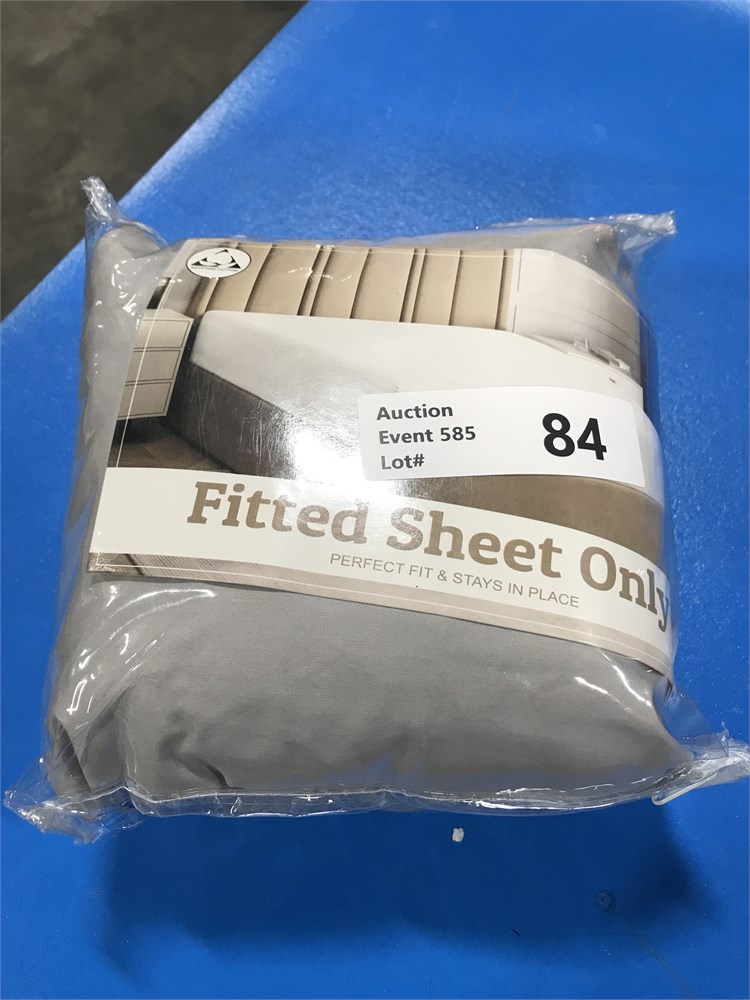 Auction
Event 585
Lot#
84
Fitted Sheet Only
PERFECT FIT & STAYS IN PLACE